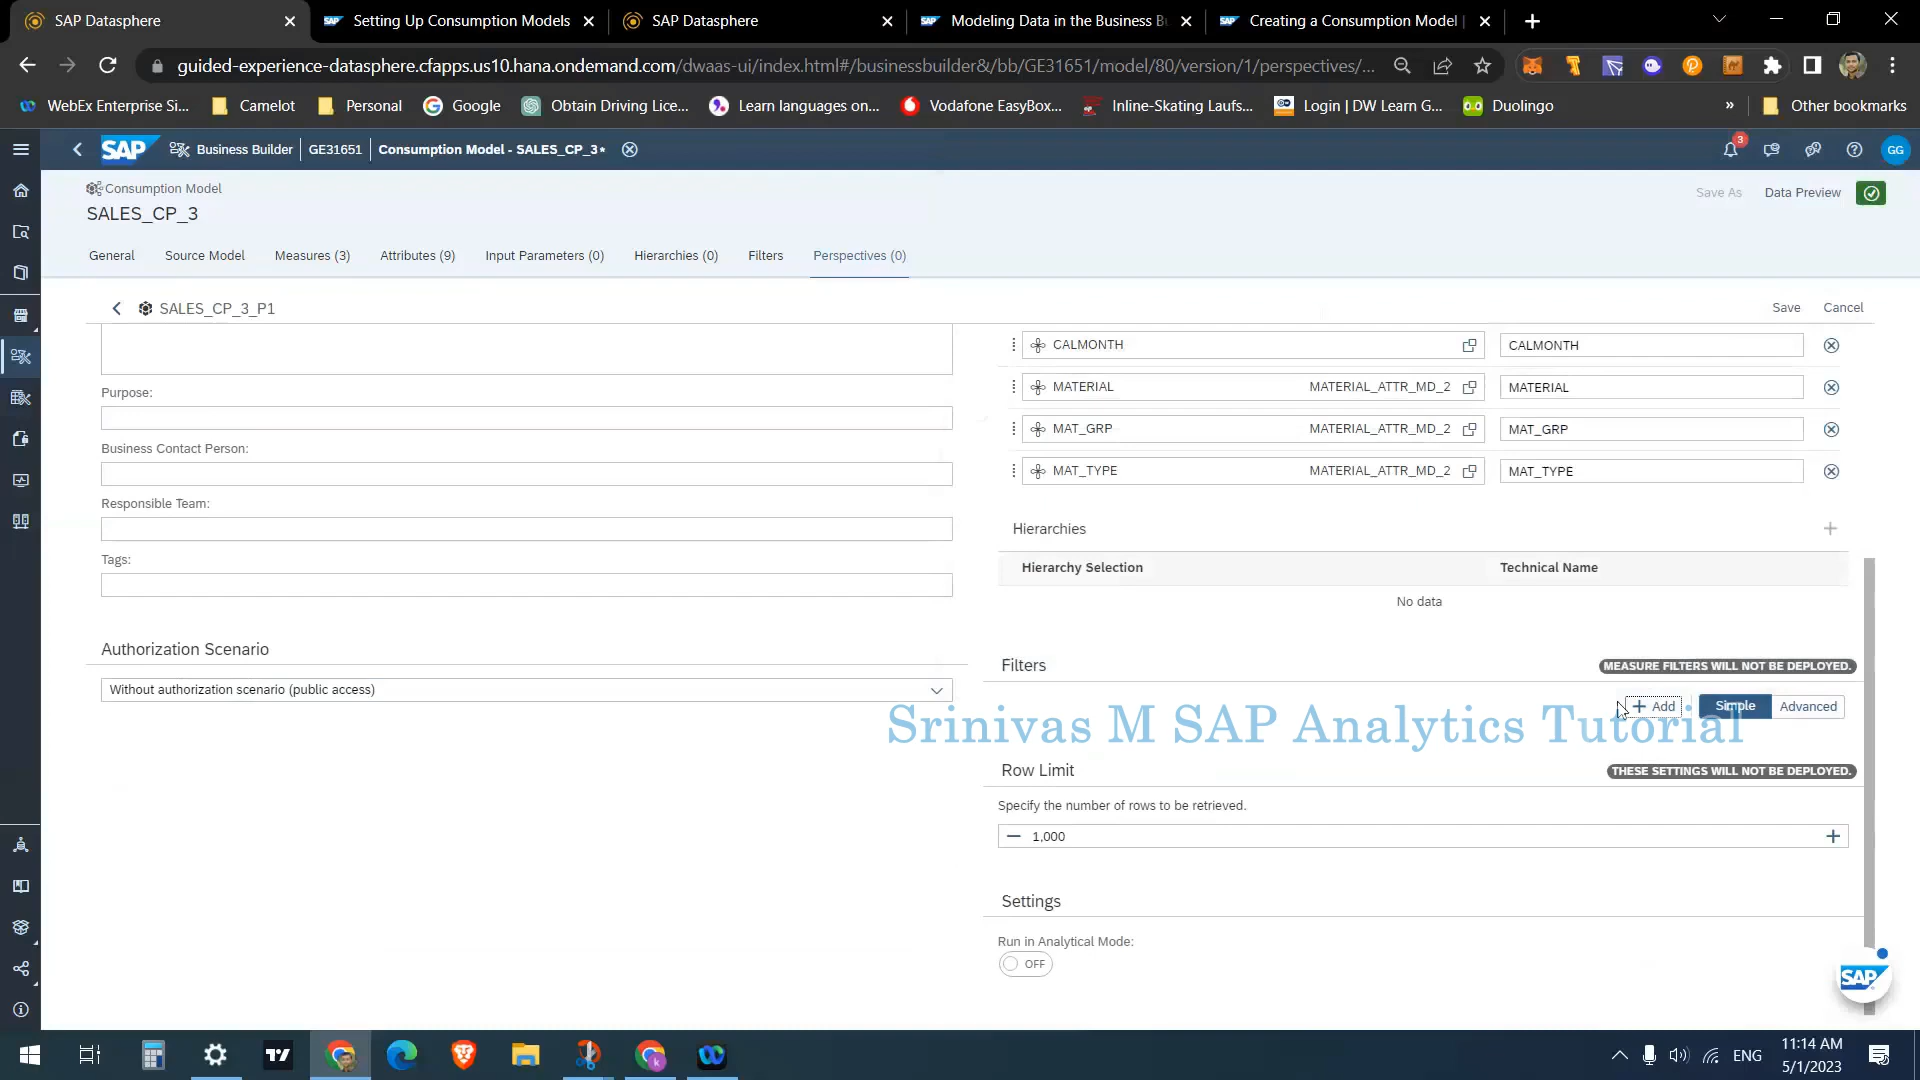 SAP Datasphere
Setting Up Consumption Models
SAP Datasphere
Modeling Data in the Business B
Creating a Consumption Model |
guided-experience-datasphere.cfapps.us10.hana.ondemand.com/dwaas-ui/index.html#/businessbuilder&/bb/GE31651/model/80/version/1/perspectives/...
WebEx Enterprise Si...
Camelot
Personal
Google
Obtain Driving Lice...
Learn languages on...
Vodafone EasyBox...
Inline-Skating Laufs...
Login | DW Learn G...
Duolingo
»
Other bookmarks
SAP
Business Builder
GE31651
Consumption Model - SALES_CP_3*
3
GG
Consumption Model
SALES_CP_3
Save As
Data Preview
General
Source Model
Measures (3)
Attributes (9)
Input Parameters (0)
Hierarchies (0)
Filters
Perspectives (0)
SALES_CP_3_P1
Save
Cancel
Purpose:
Business Contact Person:
Responsible Team:
Tags:
Authorization Scenario
Without authorization scenario (public access)
CALMONTH
CALMONTH
MATERIAL
MATERIAL_ATTR_MD_2
MATERIAL
MAT_GRP
MATERIAL_ATTR_MD_2
MAT_GRP
MAT_TYPE
MATERIAL_ATTR_MD_2
MAT_TYPE
Hierarchies
Hierarchy Selection
Technical Name
No data
Filters
MEASURE FILTERS WILL NOT BE DEPLOYED.
Add
Simple
Advanced
Srinivas M SAP Analytics Tutorial
Row Limit
THESE SETTINGS WILL NOT BE DEPLOYED.
Specify the number of rows to be retrieved.
1,000
Settings
Run in Analytical Mode:
OFF
SAP
ENG
11:14 AM
5/1/2023